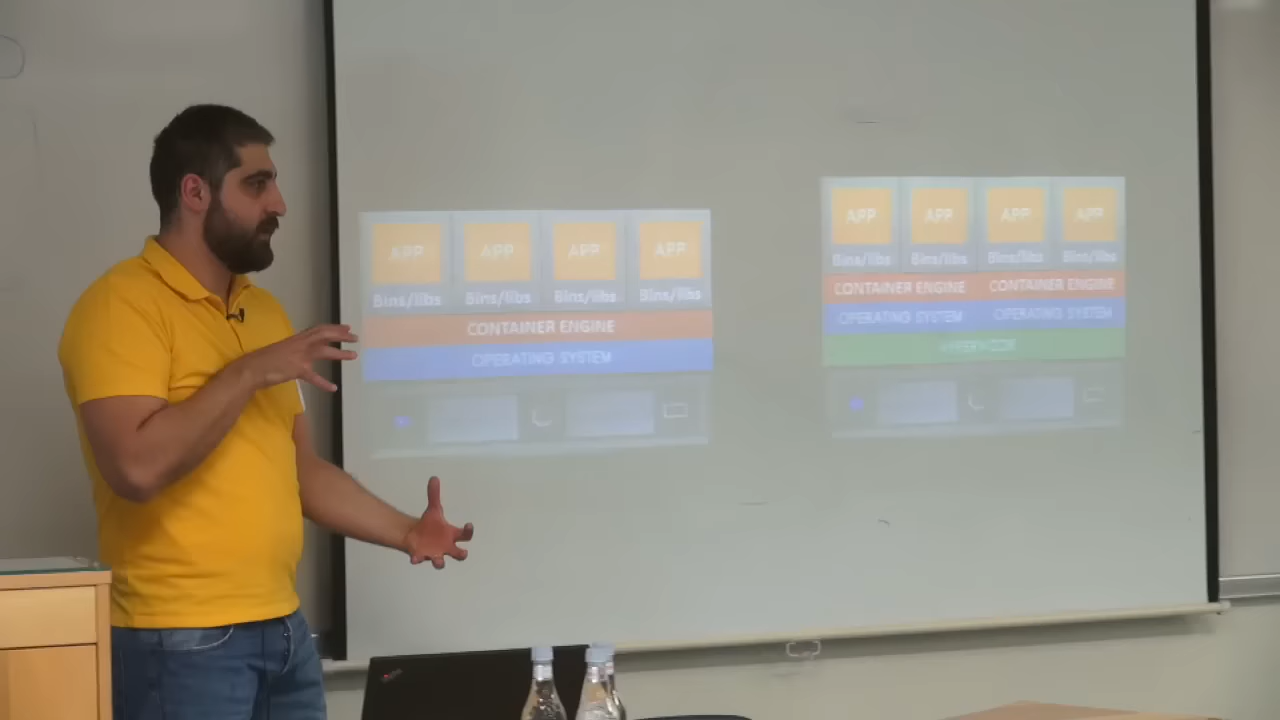 APP APP APP APP
Bins/libs Bins/libs Bins/libs Bins/libs
CONTAINER ENGINE
OPERATING SYSTEM
APP APP APP APP
Bins/libs Bins/libs Bins/libs Bins/libs
CONTAINER ENGINE CONTAINER ENGINE
OPERATING SYSTEM OPERATING SYSTEM
HYPERVISOR